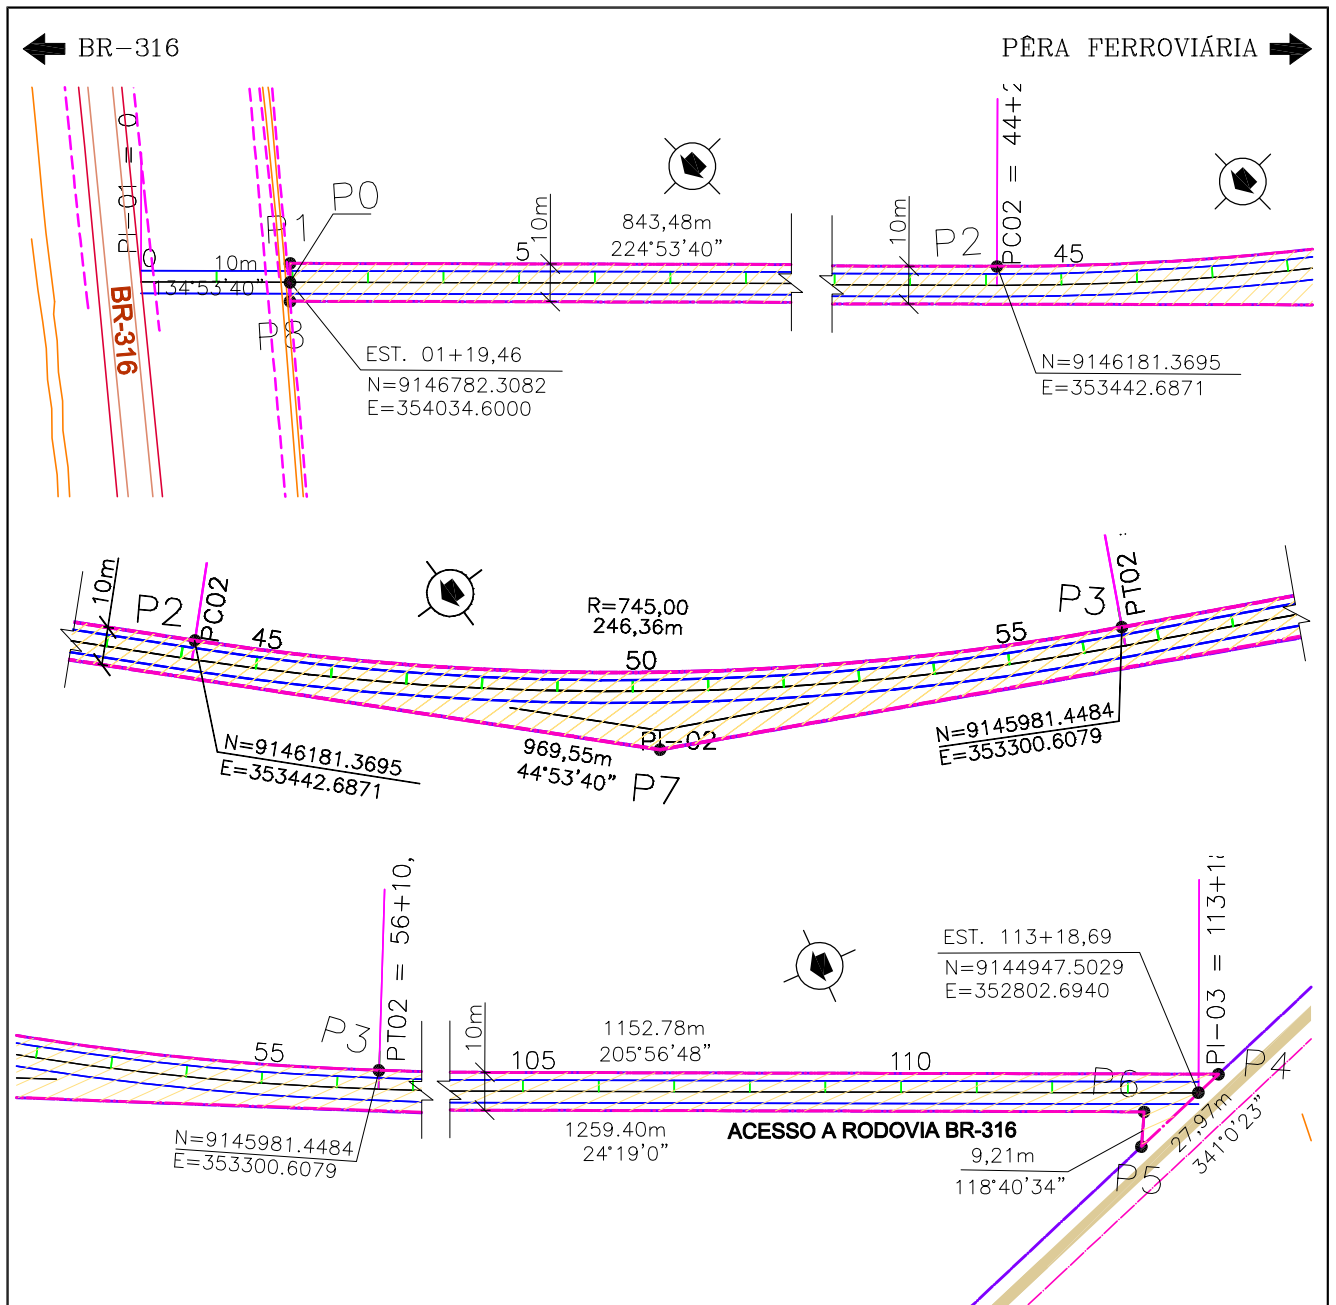 BR-316
PÊRA FERROVIÁRIA
PI-01 = 0
P1
P0
0
10m
134°53'40"
BR-316
P8
EST. 01+19,46
N=9146782.3082
E=354034.6000
5
10m
843,48m
224°53'40"
10m
P2
45
N=9146181.3695
E=353442.6871
10m
P2
PC02
45
R=745,00
246,36m
50
55
P3
PT02
N=9146181.3695
E=353442.6871
969,55m
44°53'40"
PI-02
P7
N=9145981.4484
E=353300.6079
55
P3
PT02 = 56+10,
N=9145981.4484
E=353300.6079
10m
105
1152.78m
205°56'48"
110
EST. 113+18,69
N=9144947.5029
E=352802.6940
P4
P6
1259.40m
24°19'0"
ACESSO A RODOVIA BR-316
9,21m
118°40'34"
P5
27,97m
341°0'23"